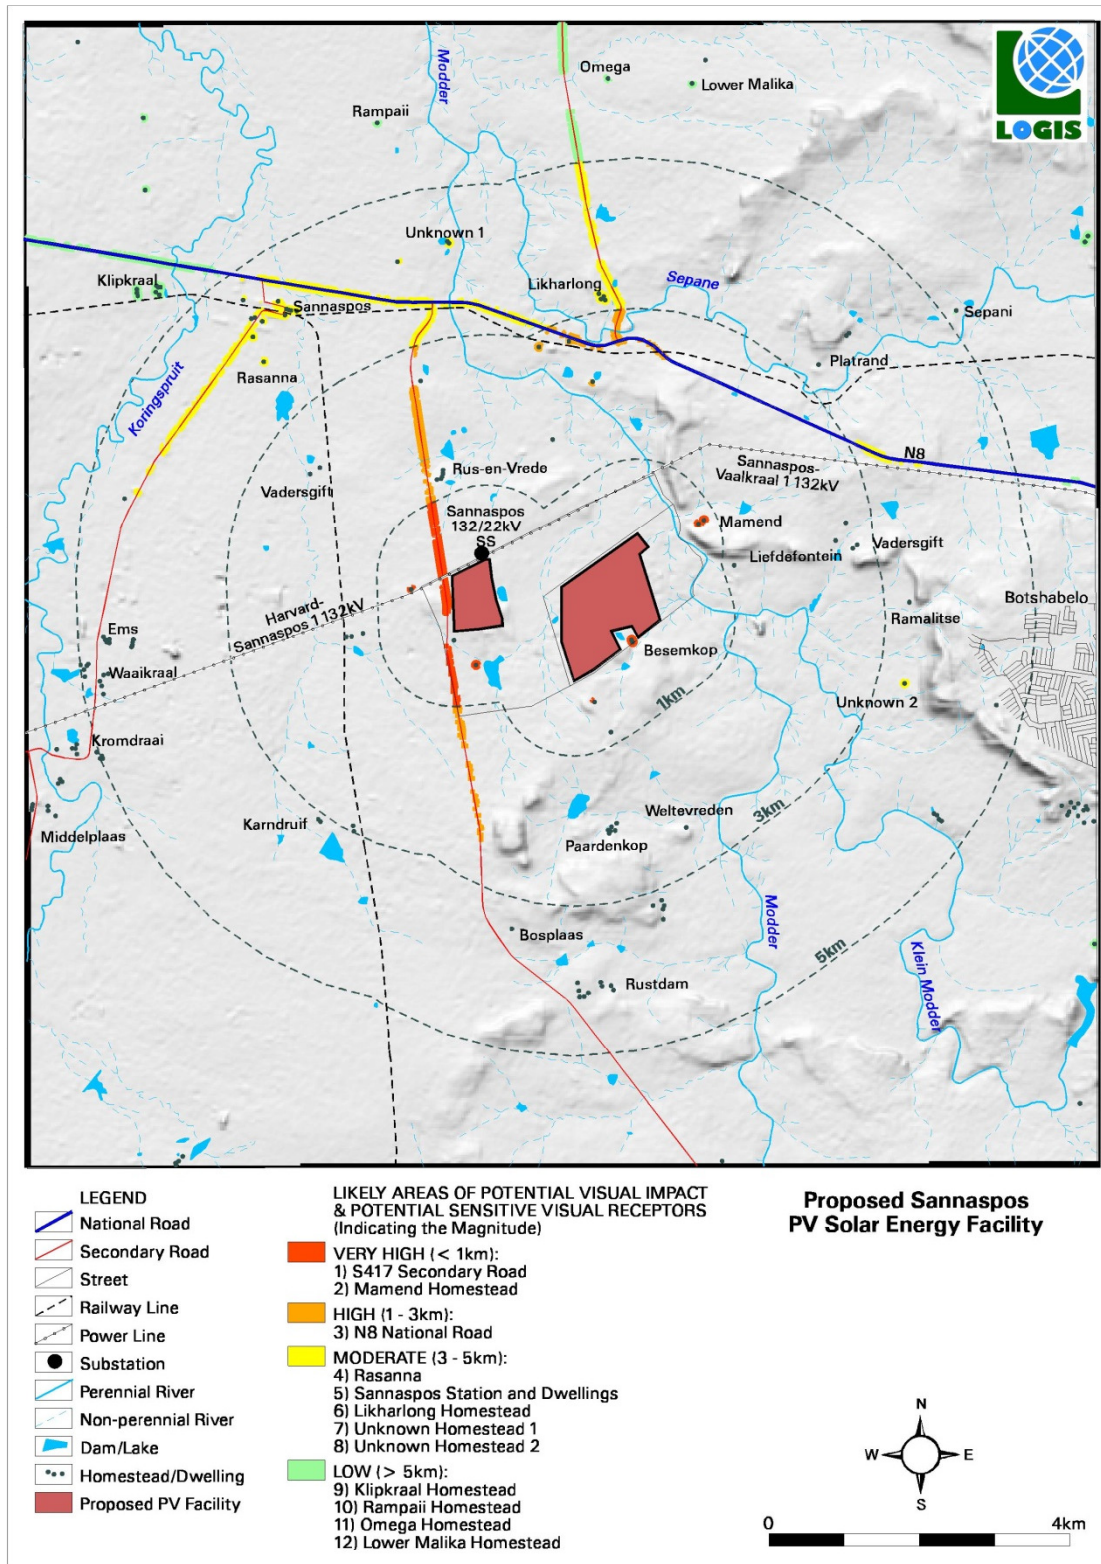 Modder
Omega
Lower Malika
LOGIS
Rampaii
Unknown 1
Klipkraal
Likharlong
Sepane
Sannaspos
Sepani
Platrand
Rasanna
Koringspruit
N8
Rus-en-Vrede
Sannaspos-
Vaalkraal 1 132kV
Vadersgift
Sannaspos
132/22kV
SS
Mamend
Liefdefontein
Vadersgift
Harvard-
Sannaspos 1 132kV
Botshabelo
Ramalitse
Ems
Besemkop
Waaikraal
1km
Unknown 2
Kromdraai
3km
Weltevreden
Karndruif
Middelplaas
Paardenkop
Modder
Bosplaas
5km
Klein Modder
Rustdam
LEGEND
National Road
Secondary Road
Street
Railway Line
Power Line
Substation
Perennial River
Non-perennial River
Dam/Lake
Homestead/Dwelling
Proposed PV Facility
LIKELY AREAS OF POTENTIAL VISUAL IMPACT
& POTENTIAL SENSITIVE VISUAL RECEPTORS
(Indicating the Magnitude)
VERY HIGH (< 1km):
1) S417 Secondary Road
2) Mamend Homestead
HIGH (1 - 3km):
3) N8 National Road
MODERATE (3 - 5km):
4) Rasanna
5) Sannaspos Station and Dwellings
6) Likharlong Homestead
7) Unknown Homestead 1
8) Unknown Homestead 2
LOW (> 5km):
9) Klipkraal Homestead
10) Rampaii Homestead
11) Omega Homestead
12) Lower Malika Homestead
Proposed Sannaspos
PV Solar Energy Facility
N
W E
S
0 4km